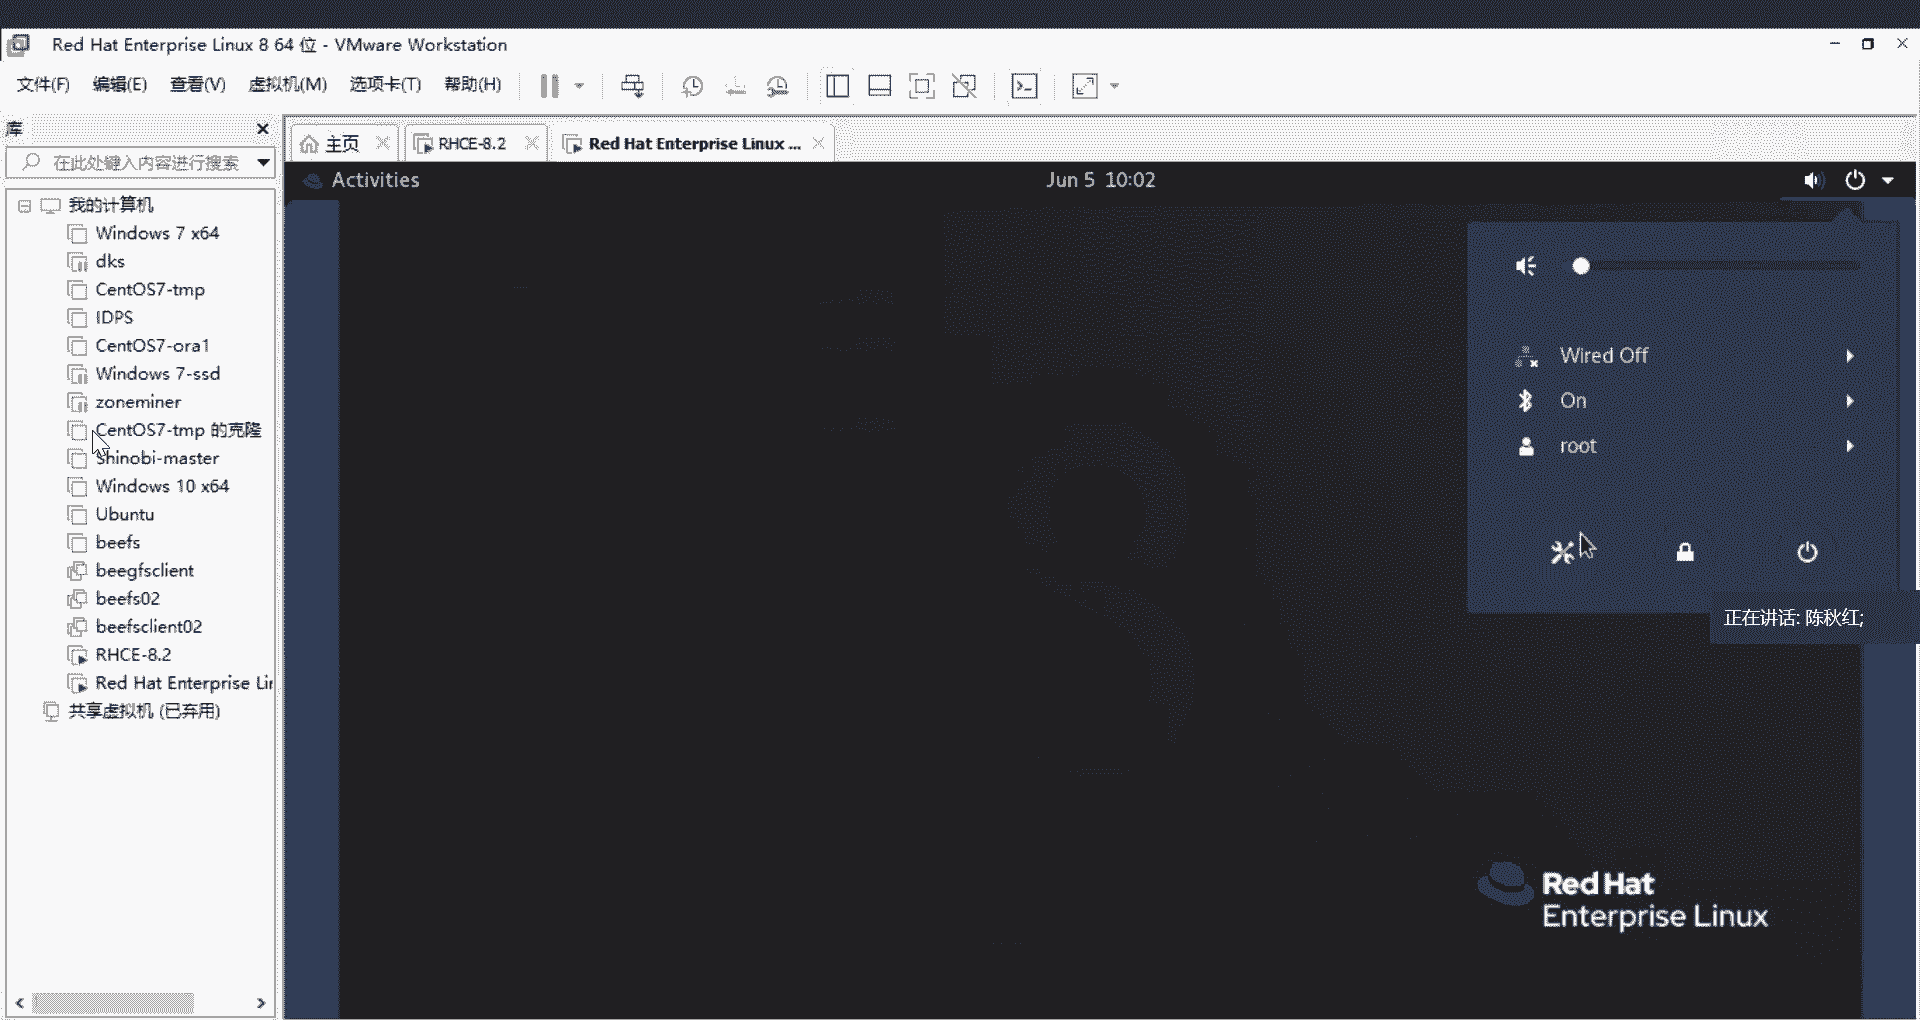 Red Hat Enterprise Linux 8 64 位 - VMware Workstation
文件(F) 编辑(E) 查看(V) 虚拟机(M) 选项卡(T) 帮助(H)
库
在此处键入内容进行搜索
主页 RHCE-8.2 Red Hat Enterprise Linux ...
Activities Jun 5 10:02
我的计算机
Windows 7 x64
dks
CentOS7-tmp
IDPS
CentOS7-ora1
Windows 7-ssd
zoneminer
CentOS7-tmp 的克隆
Shinobi-master
Windows 10 x64
Ubuntu
beefs
beegfsclient
beefs02
beefsclient02
RHCE-8.2
Red Hat Enterprise Lin
共享虚拟机 (已弃用)
Wired Off
On
root
正在讲话: 陈秋红;
Red Hat
Enterprise Linux